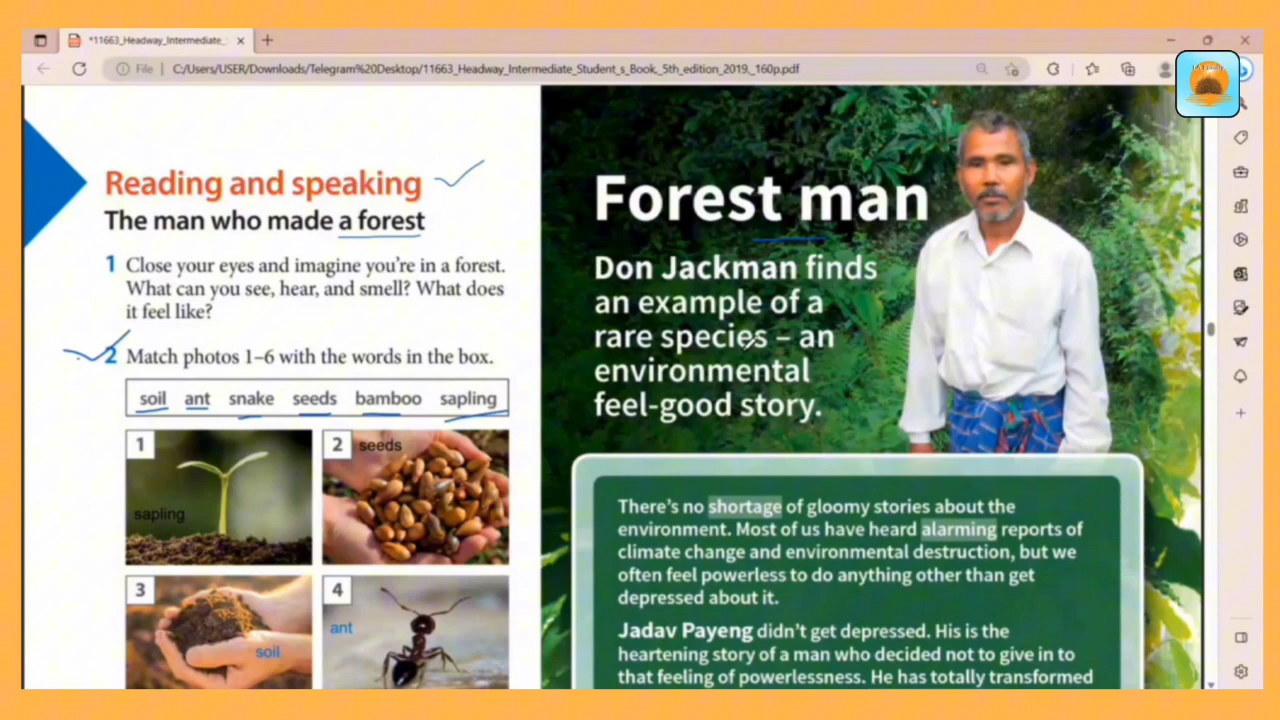 *11663_Headway_Intermediate_
File
C:/Users/USER/Downloads/Telegram%20Desktop/11663_Headway_Intermediate_Student_s_Book,_5th_edition_2019,_160p.pdf
Reading and speaking
The man who made a forest
1 Close your eyes and imagine you're in a forest.
What can you see, hear, and smell? What does
it feel like?
2 Match photos 1–6 with the words in the box.
soil ant snake seeds bamboo sapling
1
sapling
2
seeds
3
soil
4
ant
Forest man
Don Jackman finds
an example of a
rare species – an
environmental
feel-good story.
There's no shortage of gloomy stories about the
environment. Most of us have heard alarming reports of
climate change and environmental destruction, but we
often feel powerless to do anything other than get
depressed about it.
Jadav Payeng didn't get depressed. His is the
heartening story of a man who decided not to give in to
that feeling of powerlessness. He has totally transformed